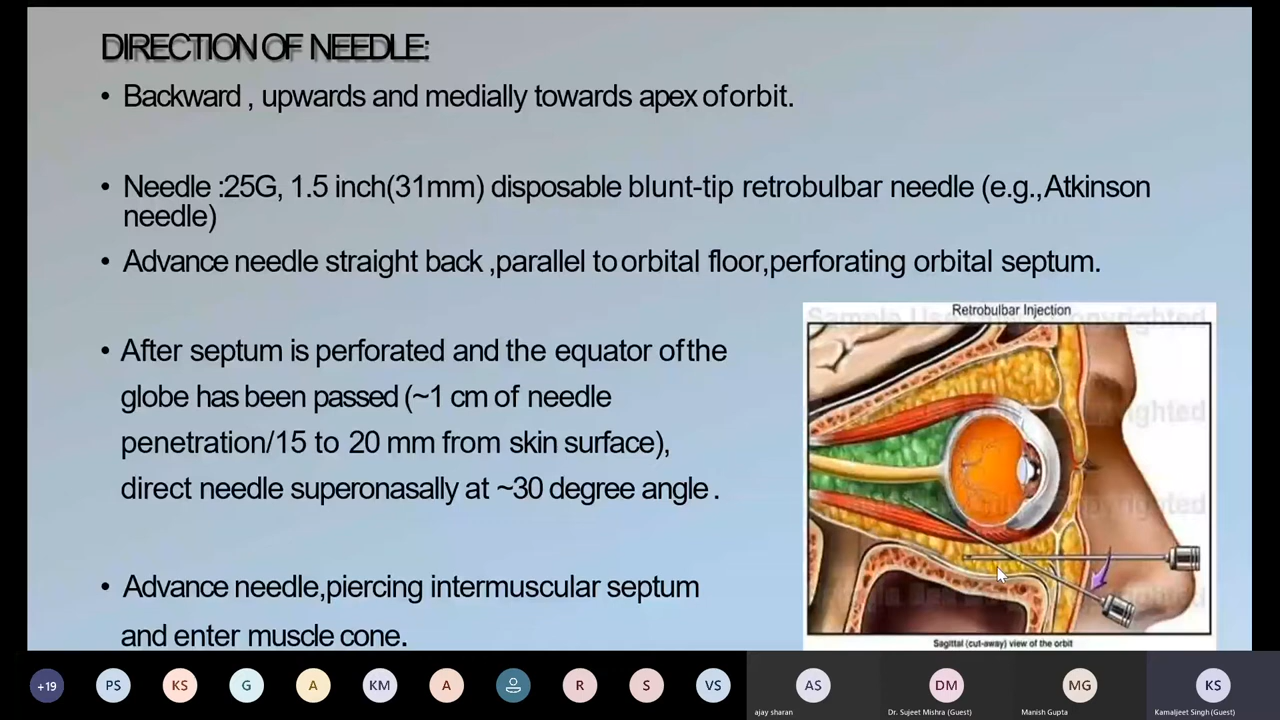 DIRECTION OF NEEDLE:
• Backward , upwards and medially towards apex of orbit.
• Needle :25G, 1.5 inch(31mm) disposable blunt-tip retrobulbar needle (e.g.,Atkinson
needle)
• Advance needle straight back ,parallel to orbital floor,perforating orbital septum.
• After septum is perforated and the equator of the
globe has been passed (~1 cm of needle
penetration/15 to 20 mm from skin surface),
direct needle superonasally at ~30 degree angle .
• Advance needle,piercing intermuscular septum
and enter muscle cone.
Retrobulbar Injection
Sample Use Only - Copyrighted
Sagittal (cut-away) view of the orbit
+19
PS
KS
G
A
KM
A
R
S
VS
AS
DM
MG
KS
ajay sharan
Dr. Sujeet Mishra (Guest)
Manish Gupta
Kamaljeet Singh (Guest)